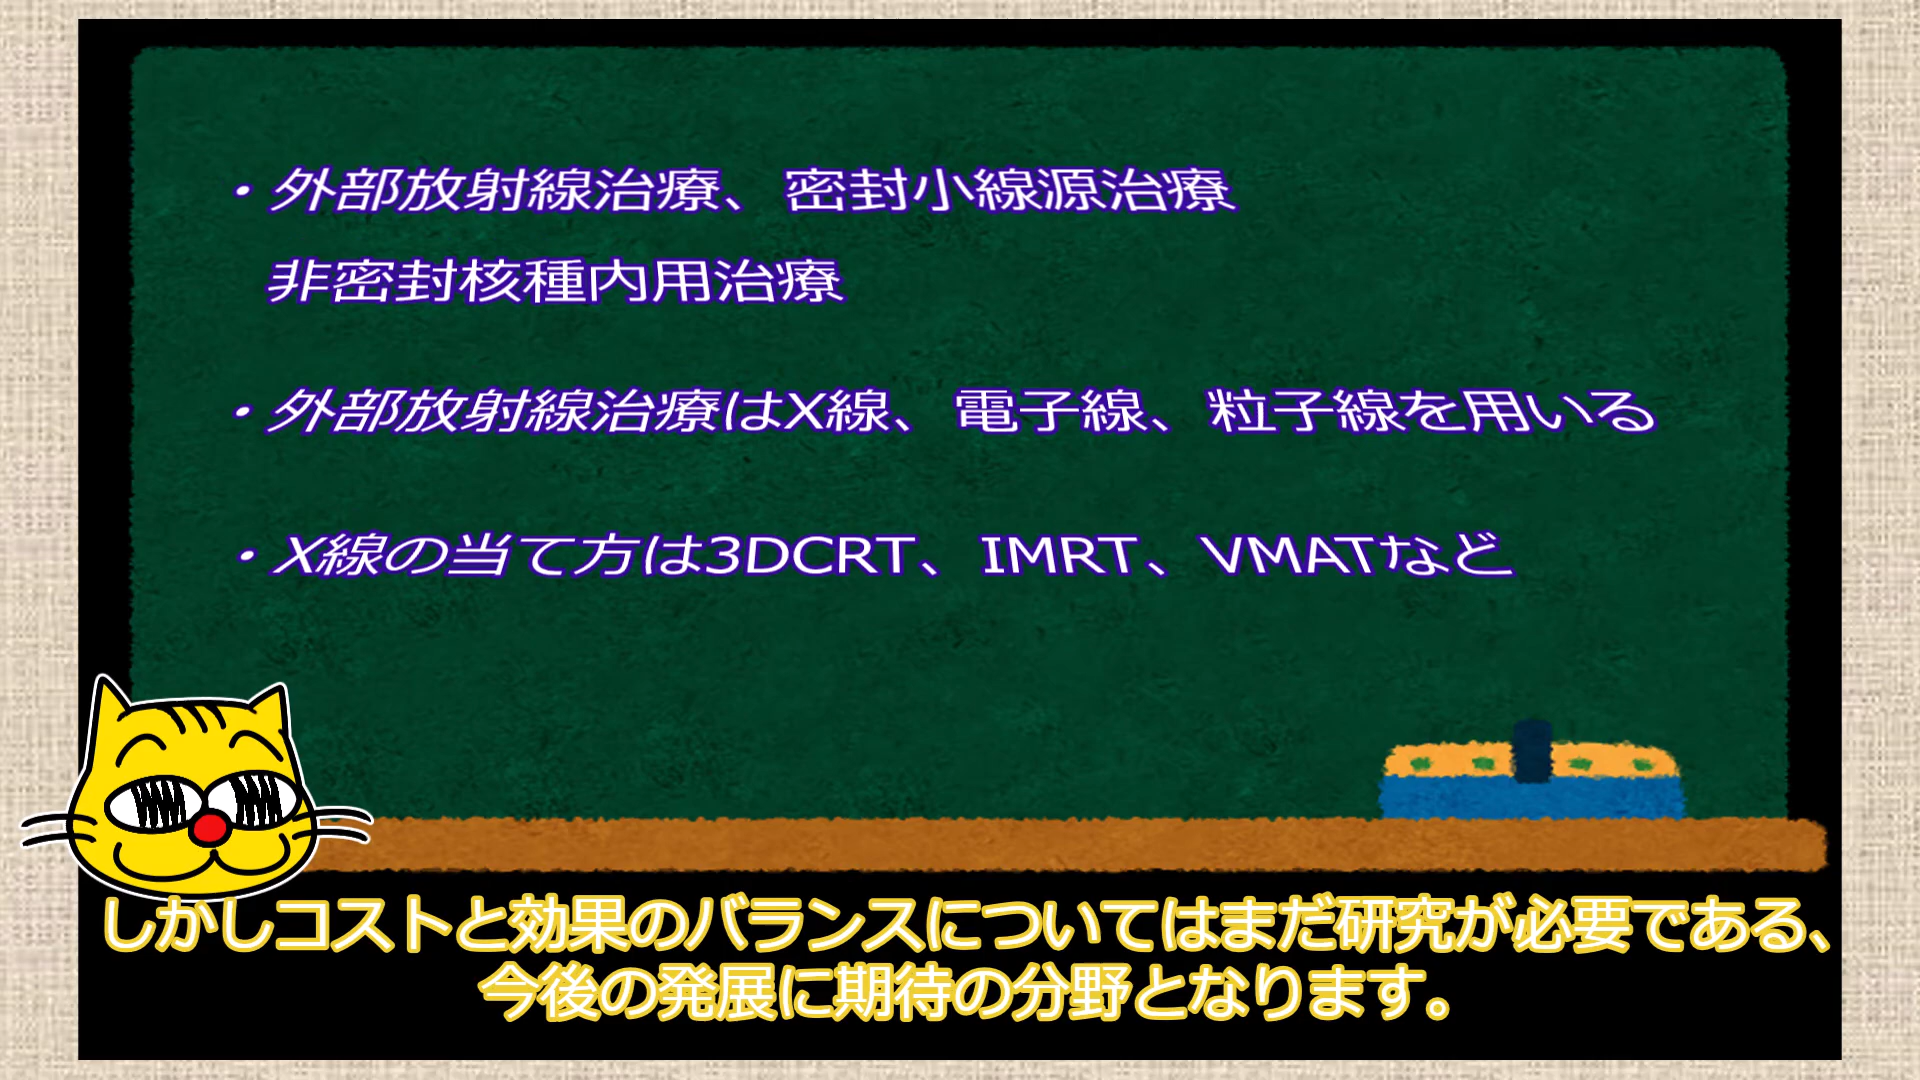 ・外部放射線治療、密封小線源治療
非密封核種内用治療
・外部放射線治療はX線、電子線、粒子線を用いる
・X線の当て方は3DCRT、IMRT、VMATなど
しかしコストと効果のバランスについてはまだ研究が必要である、
今後の発展に期待の分野となります。